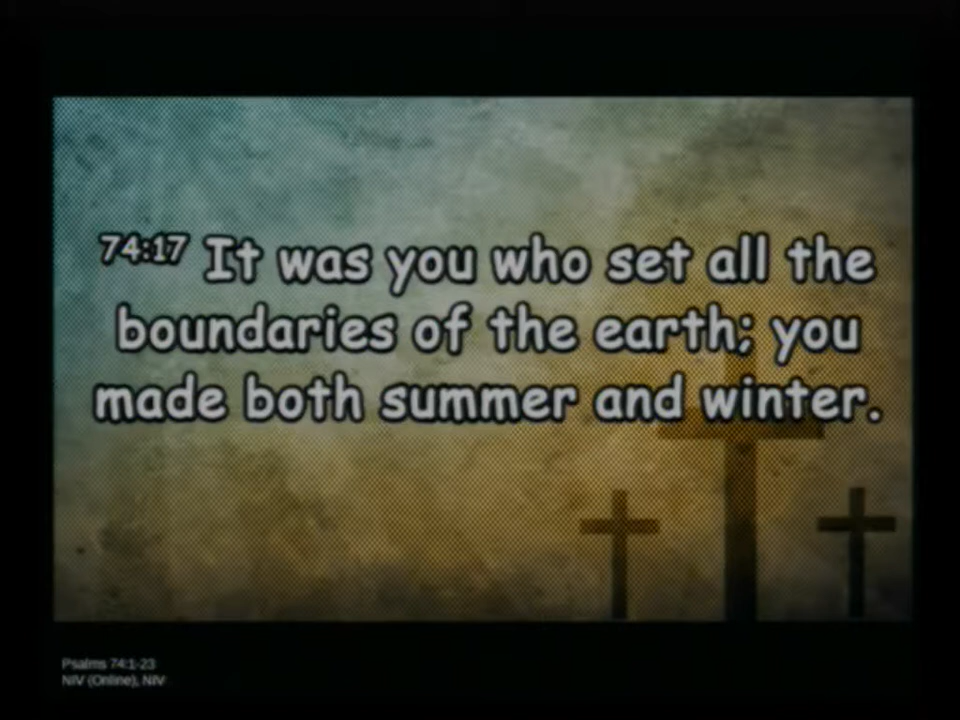 74:17 It was you who set all the
boundaries of the earth; you
made both summer and winter.
Psalms 74:1-23
NIV (Online), NIV